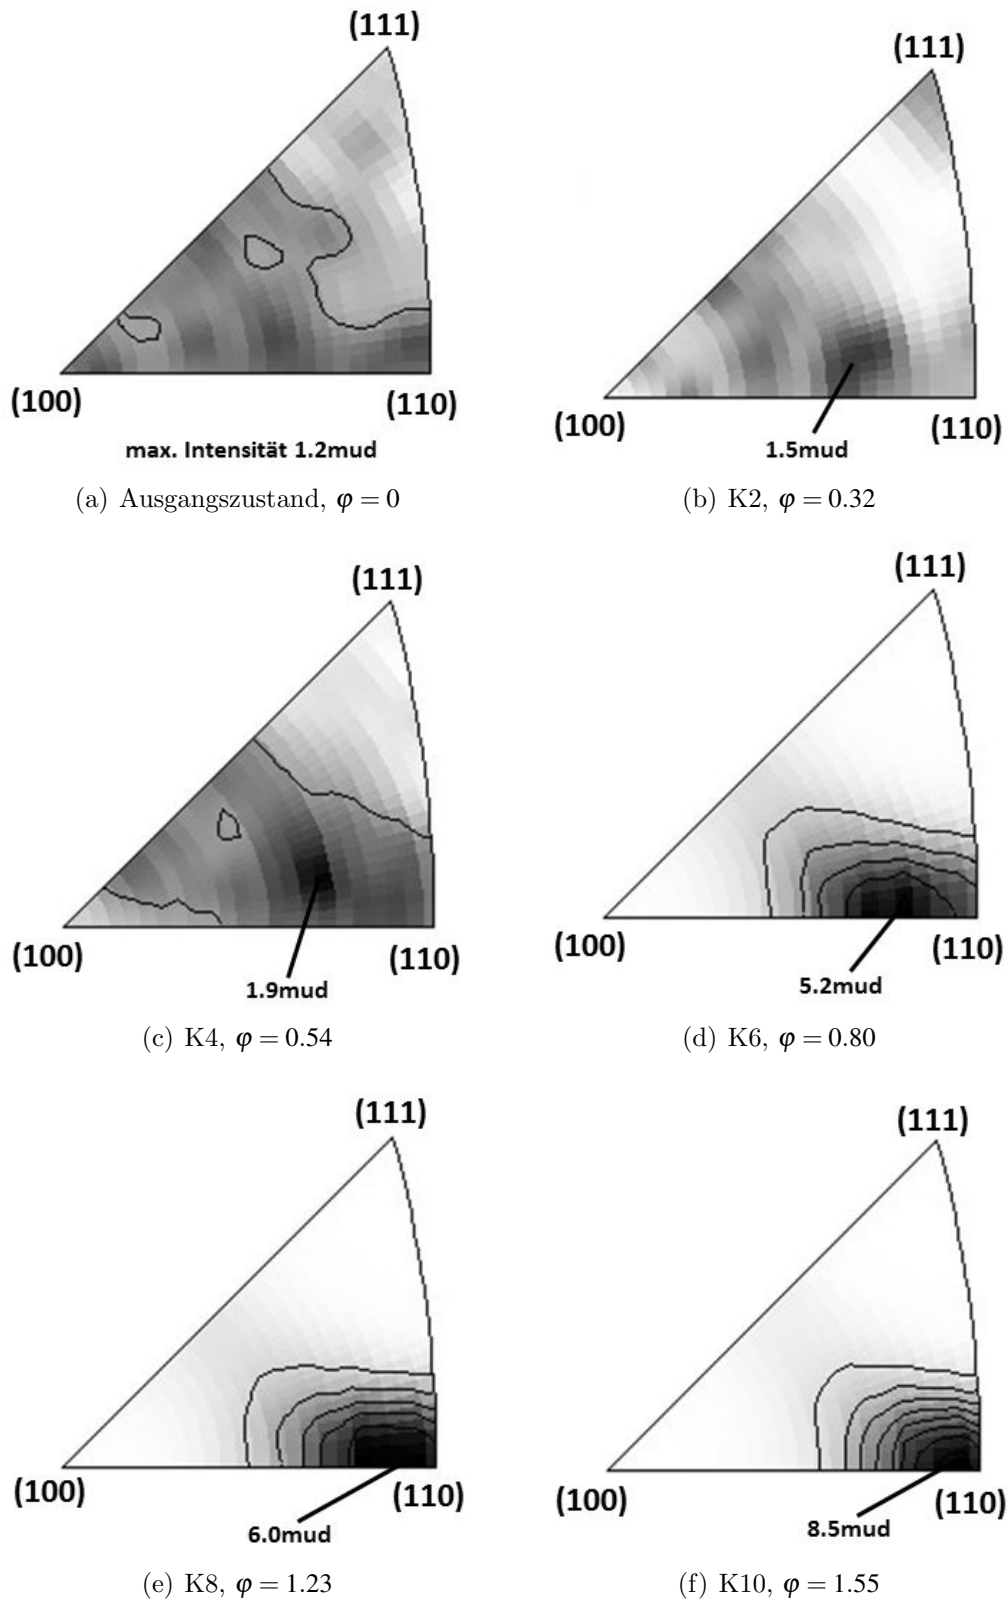 (111)
(100)
(110)
max. Intensität 1.2mud
(a) Ausgangszustand, φ = 0
(111)
(100)
(110)
1.5mud
(b) K2, φ = 0.32
(111)
(100)
(110)
1.9mud
(c) K4, φ = 0.54
(111)
(100)
(110)
5.2mud
(d) K6, φ = 0.80
(111)
(100)
(110)
6.0mud
(e) K8, φ = 1.23
(111)
(100)
(110)
8.5mud
(f) K10, φ = 1.55